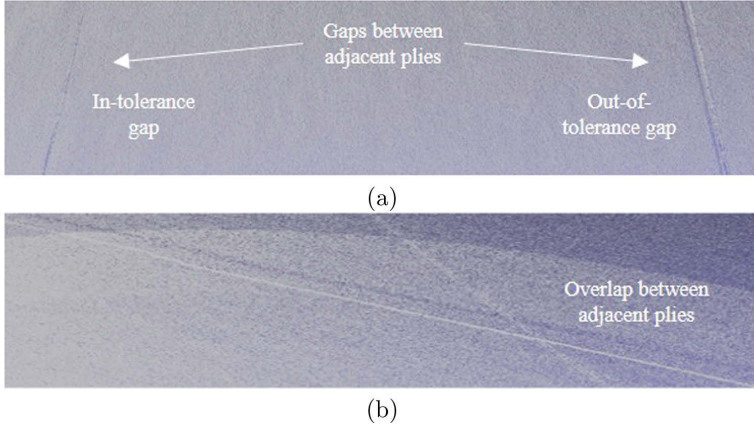 Gaps between
adjacent plies
In-tolerance
gap
Out-of-
tolerance gap
(a)
Overlap between
adjacent plies
(b)